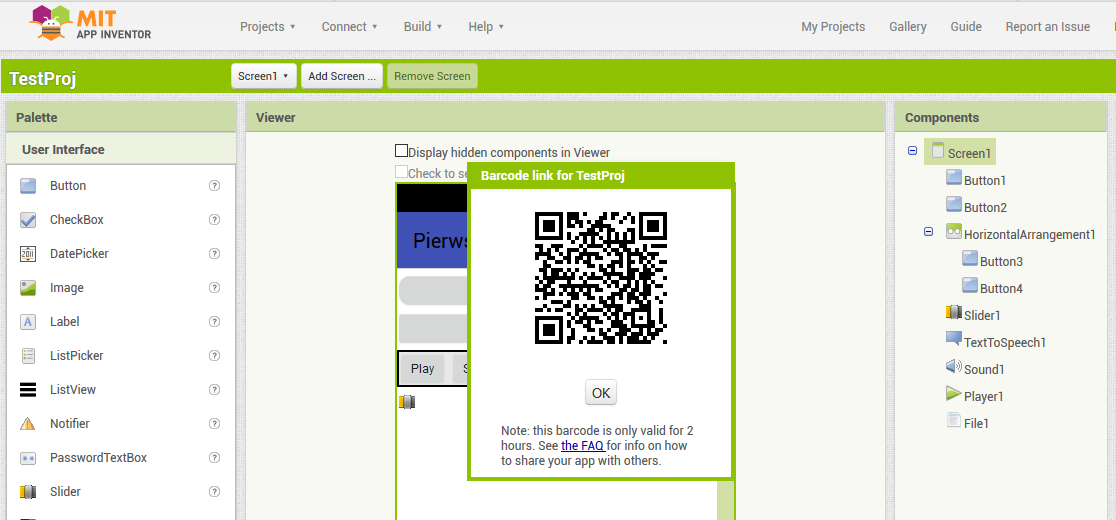 MIT
APP INVENTOR
Projects
Connect
Build
Help
My Projects
Gallery
Guide
Report an Issue
TestProj
Screen1
Add Screen ...
Remove Screen
Palette
User Interface
Button
?
CheckBox
?
DatePicker
?
Image
?
Label
?
ListPicker
?
ListView
?
Notifier
?
PasswordTextBox
?
Slider
?
Viewer
Display hidden components in Viewer
Check to se
Pierws
Play
S
Barcode link for TestProj
OK
Note: this barcode is only valid for 2
hours. See the FAQ for info on how
to share your app with others.
Components
Screen1
Button1
Button2
HorizontalArrangement1
Button3
Button4
Slider1
TextToSpeech1
Sound1
Player1
File1